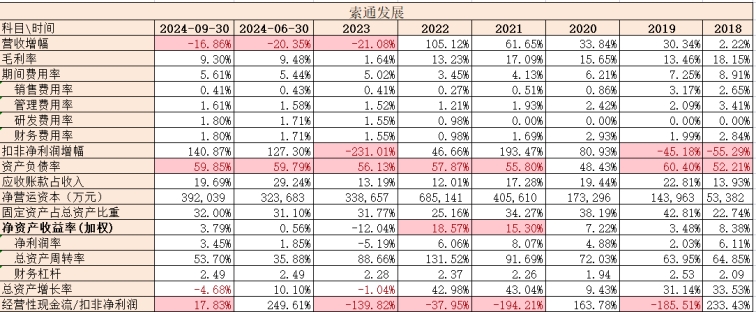 索通发展
科目\时间 2024-09-30 2024-06-30 2023 2022 2021 2020 2019 2018
营收增幅 -16.86% -20.35% -21.08% 105.12% 61.65% 33.84% 30.34% 2.22%
毛利率 9.30% 9.48% 1.64% 13.23% 17.09% 15.65% 13.46% 18.15%
期间费用率 5.61% 5.44% 5.02% 3.45% 4.13% 6.21% 7.25% 8.91%
销售费用率 0.41% 0.43% 0.41% 0.27% 0.51% 0.86% 3.17% 2.65%
管理费用率 1.61% 1.58% 1.52% 1.21% 1.93% 2.42% 2.09% 3.41%
研发费用率 1.80% 1.71% 1.55% 0.98% 0.00% 0.00% 0.00% 0.00%
财务费用率 1.80% 1.71% 1.55% 0.98% 1.69% 2.93% 1.99% 2.84%
扣非净利润增幅 140.87% 127.30% -231.01% 46.66% 193.47% 80.93% -45.18% -55.29%
资产负债率 59.85% 59.79% 56.13% 57.87% 55.80% 48.43% 60.40% 52.21%
应收账款占收入 19.69% 29.24% 13.19% 12.01% 17.28% 19.44% 22.81% 13.93%
净营运资本（万元） 392,039 323,683 338,657 685,141 405,610 173,296 143,963 53,382
固定资产占总资产比重 32.00% 31.10% 31.77% 25.16% 34.27% 38.19% 42.81% 22.74%
净资产收益率(加权) 3.79% 0.56% -12.04% 18.57% 15.30% 7.22% 3.48% 8.38%
净利润率 3.45% 1.85% -5.19% 6.06% 8.07% 4.88% 2.03% 6.11%
总资产周转率 53.70% 35.88% 88.66% 131.52% 91.69% 72.03% 63.95% 64.85%
财务杠杆 2.49 2.49 2.28 2.37 2.26 1.94 2.53 2.09
总资产增长率 -4.68% 10.10% -1.04% 42.98% 43.04% 9.43% 31.14% 33.53%
经营性现金流/扣非净利润 17.83% 249.61% -139.82% -37.95% -194.21% 163.78% -185.51% 233.43%